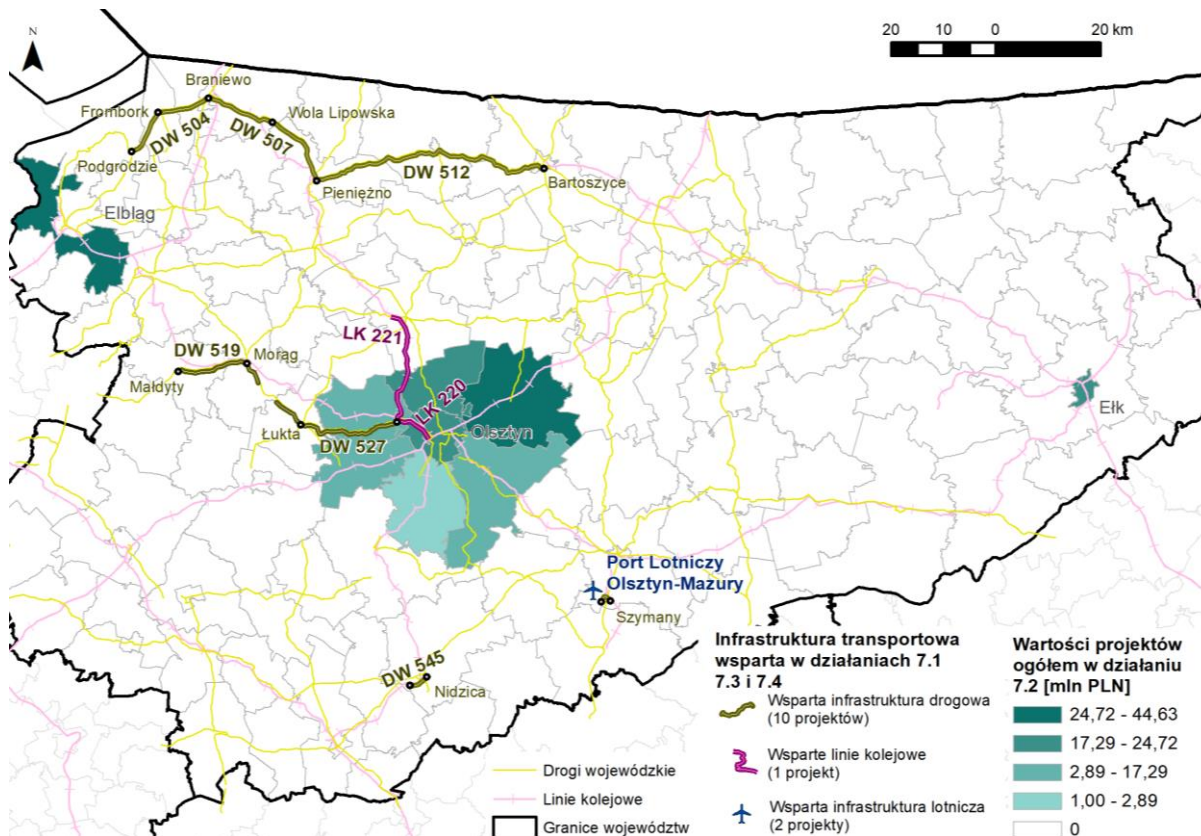 N
20 10 0 20 km
Braniewo
Frombork
Wola Lipowska
DW 504
DW 507
Podgrodzie
DW 512
Pieniężno
Bartoszyce
Elbląg
LK 221
DW 519
Morąg
Małdyty
LK 220
Ełk
Łukta
Olsztyn
DW 527
Port Lotniczy
Olsztyn-Mazury
Szymany
DW 545
Nidzica
Infrastruktura transportowa
wsparta w działaniach 7.1
7.3 i 7.4
Wsparta infrastruktura drogowa
(10 projektów)
Wsparte linie kolejowe
(1 projekt)
Wsparta infrastruktura lotnicza
(2 projekty)
Drogi wojewódzkie
Linie kolejowe
Granice województw
Wartości projektów
ogółem w działaniu
7.2 [mln PLN]
24,72 - 44,63
17,29 - 24,72
2,89 - 17,29
1,00 - 2,89
0